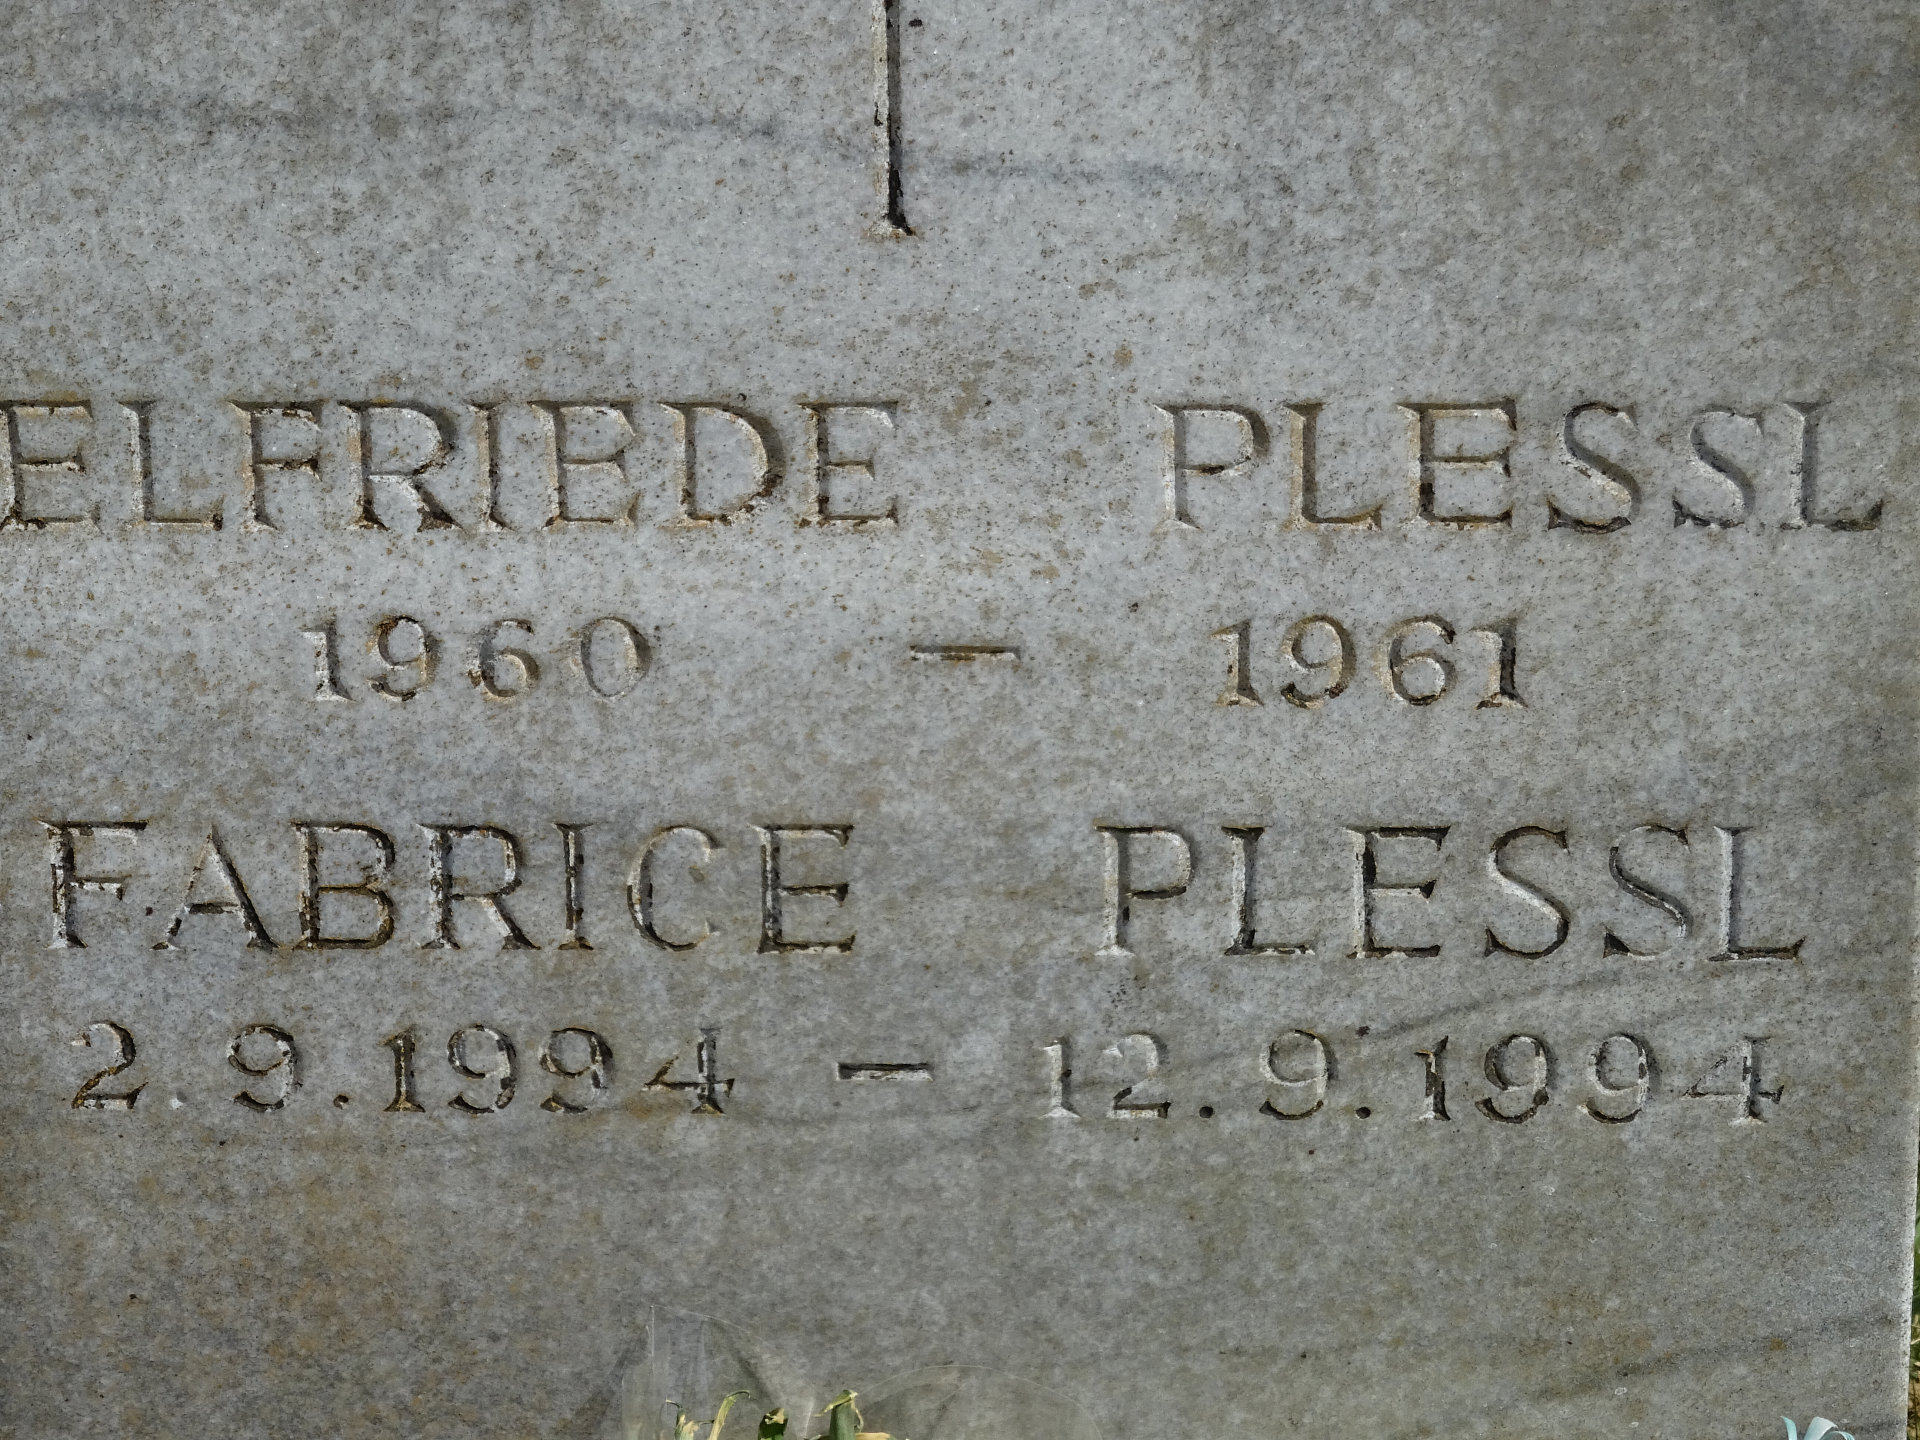 ELFRIEDE PLESSL
1960 – 1961
FABRICE PLESSL
2.9.1994 – 12.9.1994